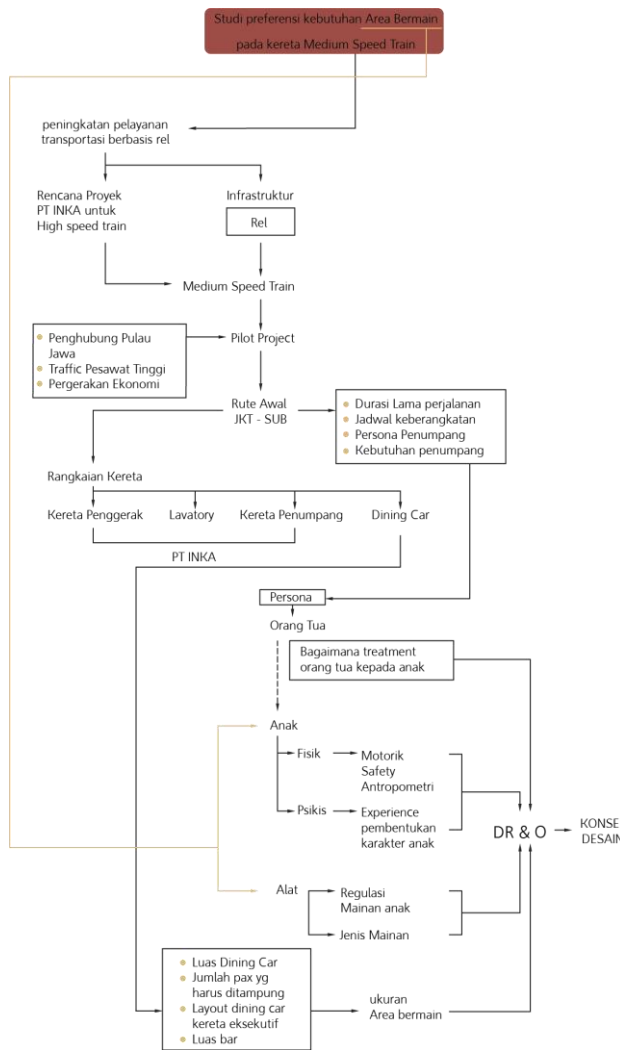 Studi preferensi kebutuhan Area Bermain
pada kereta Medium Speed Train
peningkatan pelayanan
transportasi berbasis rel
Rencana Proyek
PT INKA untuk
High speed train
Infrastruktur
Rel
Medium Speed Train
Penghubung Pulau
Jawa
Traffic Pesawat Tinggi
Pergerakan Ekonomi
Pilot Project
Rute Awal
JKT - SUB
Durasi Lama perjalanan
Jadwal keberangkatan
Persona Penumpang
Kebutuhan penumpang
Rangkaian Kereta
Kereta Penggerak
Lavatory
Kereta Penumpang
Dining Car
PT INKA
Persona
Orang Tua
Bagaimana treatment
orang tua kepada anak
Anak
Fisik
Motorik
Safety
Antropometri
Psikis
Experience
pembentukan
karakter anak
DR & O
KONSE
DESAIN
Alat
Regulasi
Mainan anak
Jenis Mainan
Luas Dining Car
Jumlah pax yg
harus ditampung
Layout dining car
kereta eksekutif
Luas bar
ukuran
Area bermain